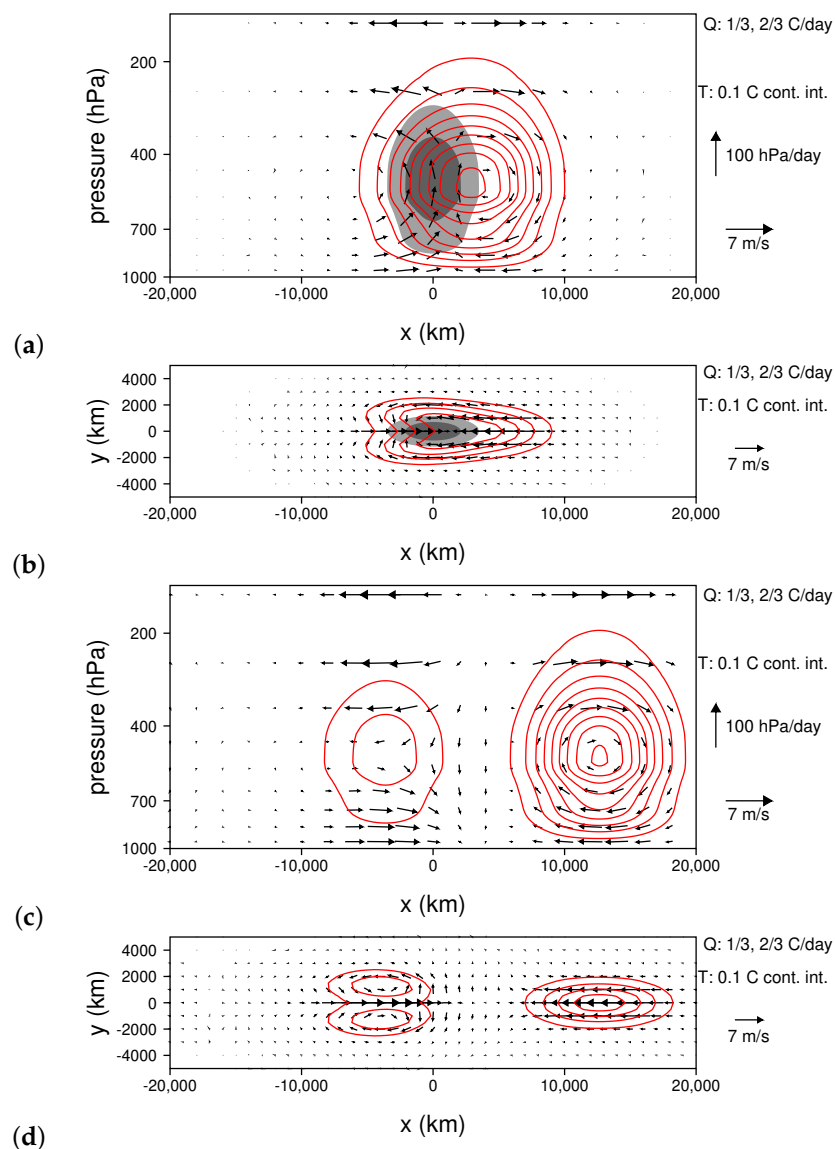 Q: 1/3, 2/3 C/day
200
T: 0.1 C cont. int.
pressure (hPa)
400
100 hPa/day
700
7 m/s
1000
-20,000 -10,000 0 10,000 20,000
x (km)
(a)
Q: 1/3, 2/3 C/day
4000
T: 0.1 C cont. int.
2000
y (km)
0
7 m/s
-2000
-4000
-20,000 -10,000 0 10,000 20,000
x (km)
(b)
Q: 1/3, 2/3 C/day
200
T: 0.1 C cont. int.
pressure (hPa)
400
100 hPa/day
700
7 m/s
1000
-20,000 -10,000 0 10,000 20,000
x (km)
(c)
Q: 1/3, 2/3 C/day
4000
T: 0.1 C cont. int.
2000
y (km)
0
7 m/s
-2000
-4000
-20,000 -10,000 0 10,000 20,000
x (km)
(d)